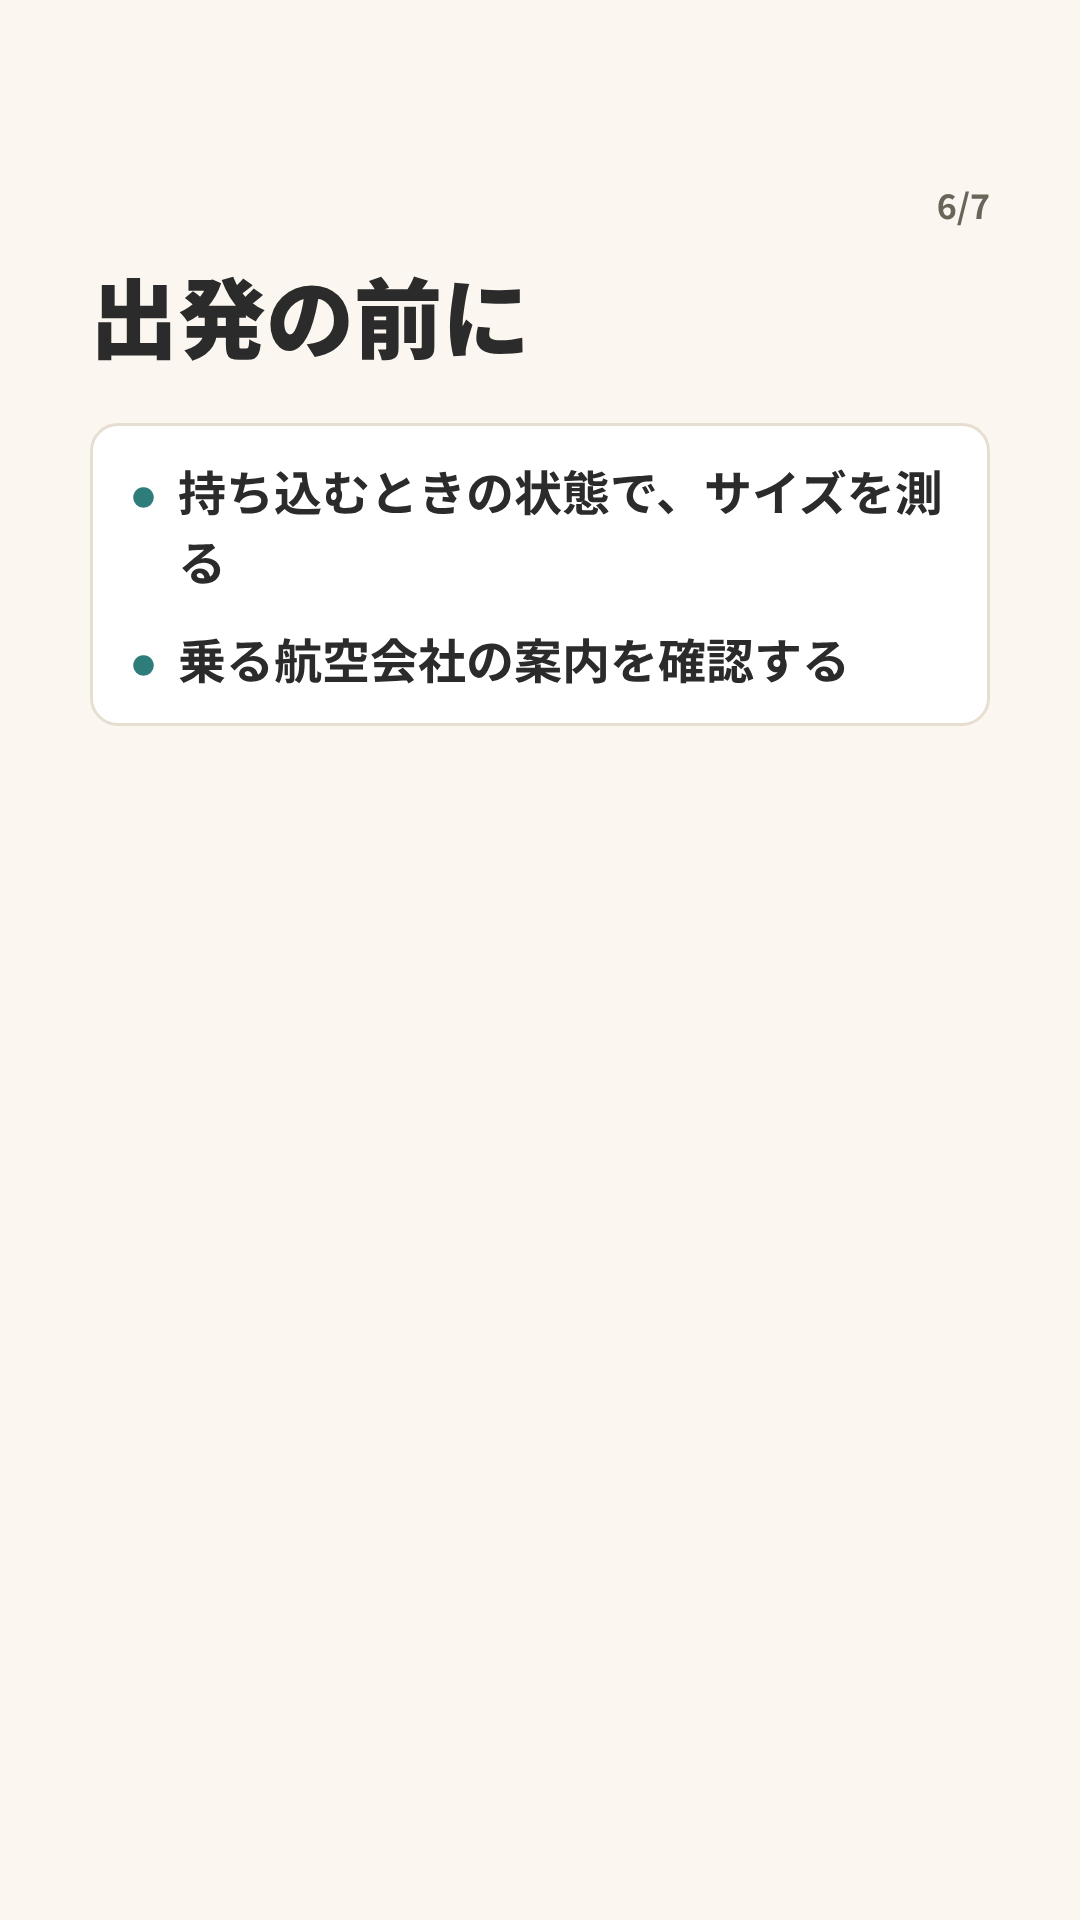 6/7
出発の前に
持ち込むときの状態で、サイズを測
る
乗る航空会社の案内を確認する